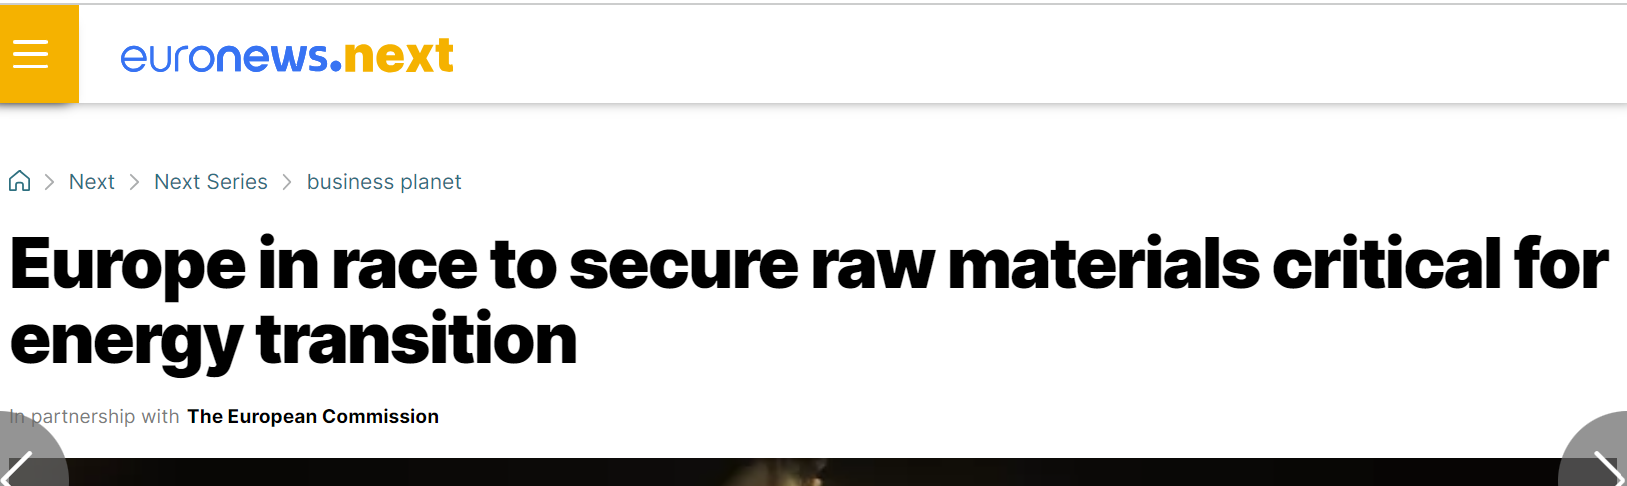 euronews.next
Next > Next Series > business planet
Europe in race to secure raw materials critical for
energy transition
In partnership with The European Commission